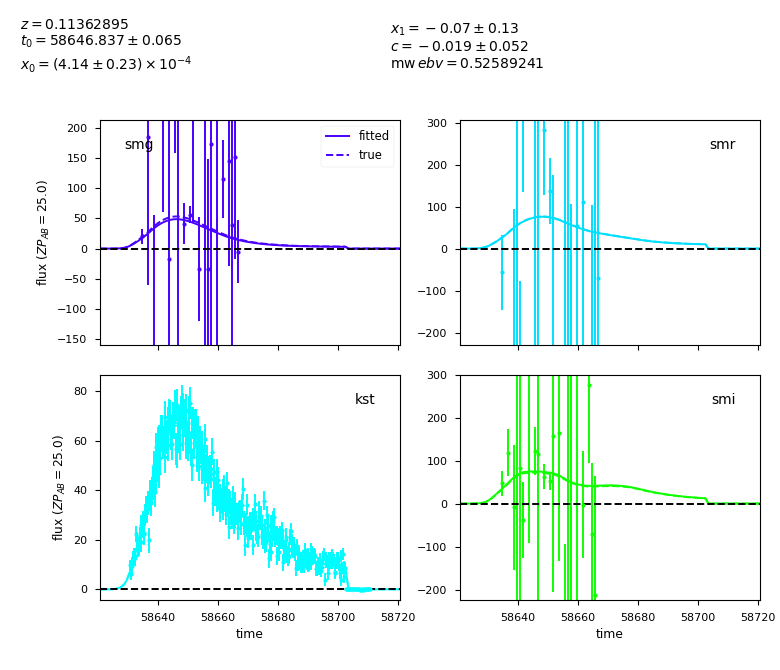 z = 0.11362895
t₀ = 58646.837 ± 0.065
x₀ = (4.14 ± 0.23) × 10⁻⁴
x₁ = −0.07 ± 0.13
c = −0.019 ± 0.052
mw ebv = 0.52589241
smg
fitted
true
200
150
100
50
0
−50
−100
−150
flux (ZP_AB = 25.0)
smr
300
200
100
0
−100
−200
kst
80
60
40
20
0
flux (ZP_AB = 25.0)
58640 58660 58680 58700 58720
time
smi
300
200
100
0
−100
−200
58640 58660 58680 58700 58720
time